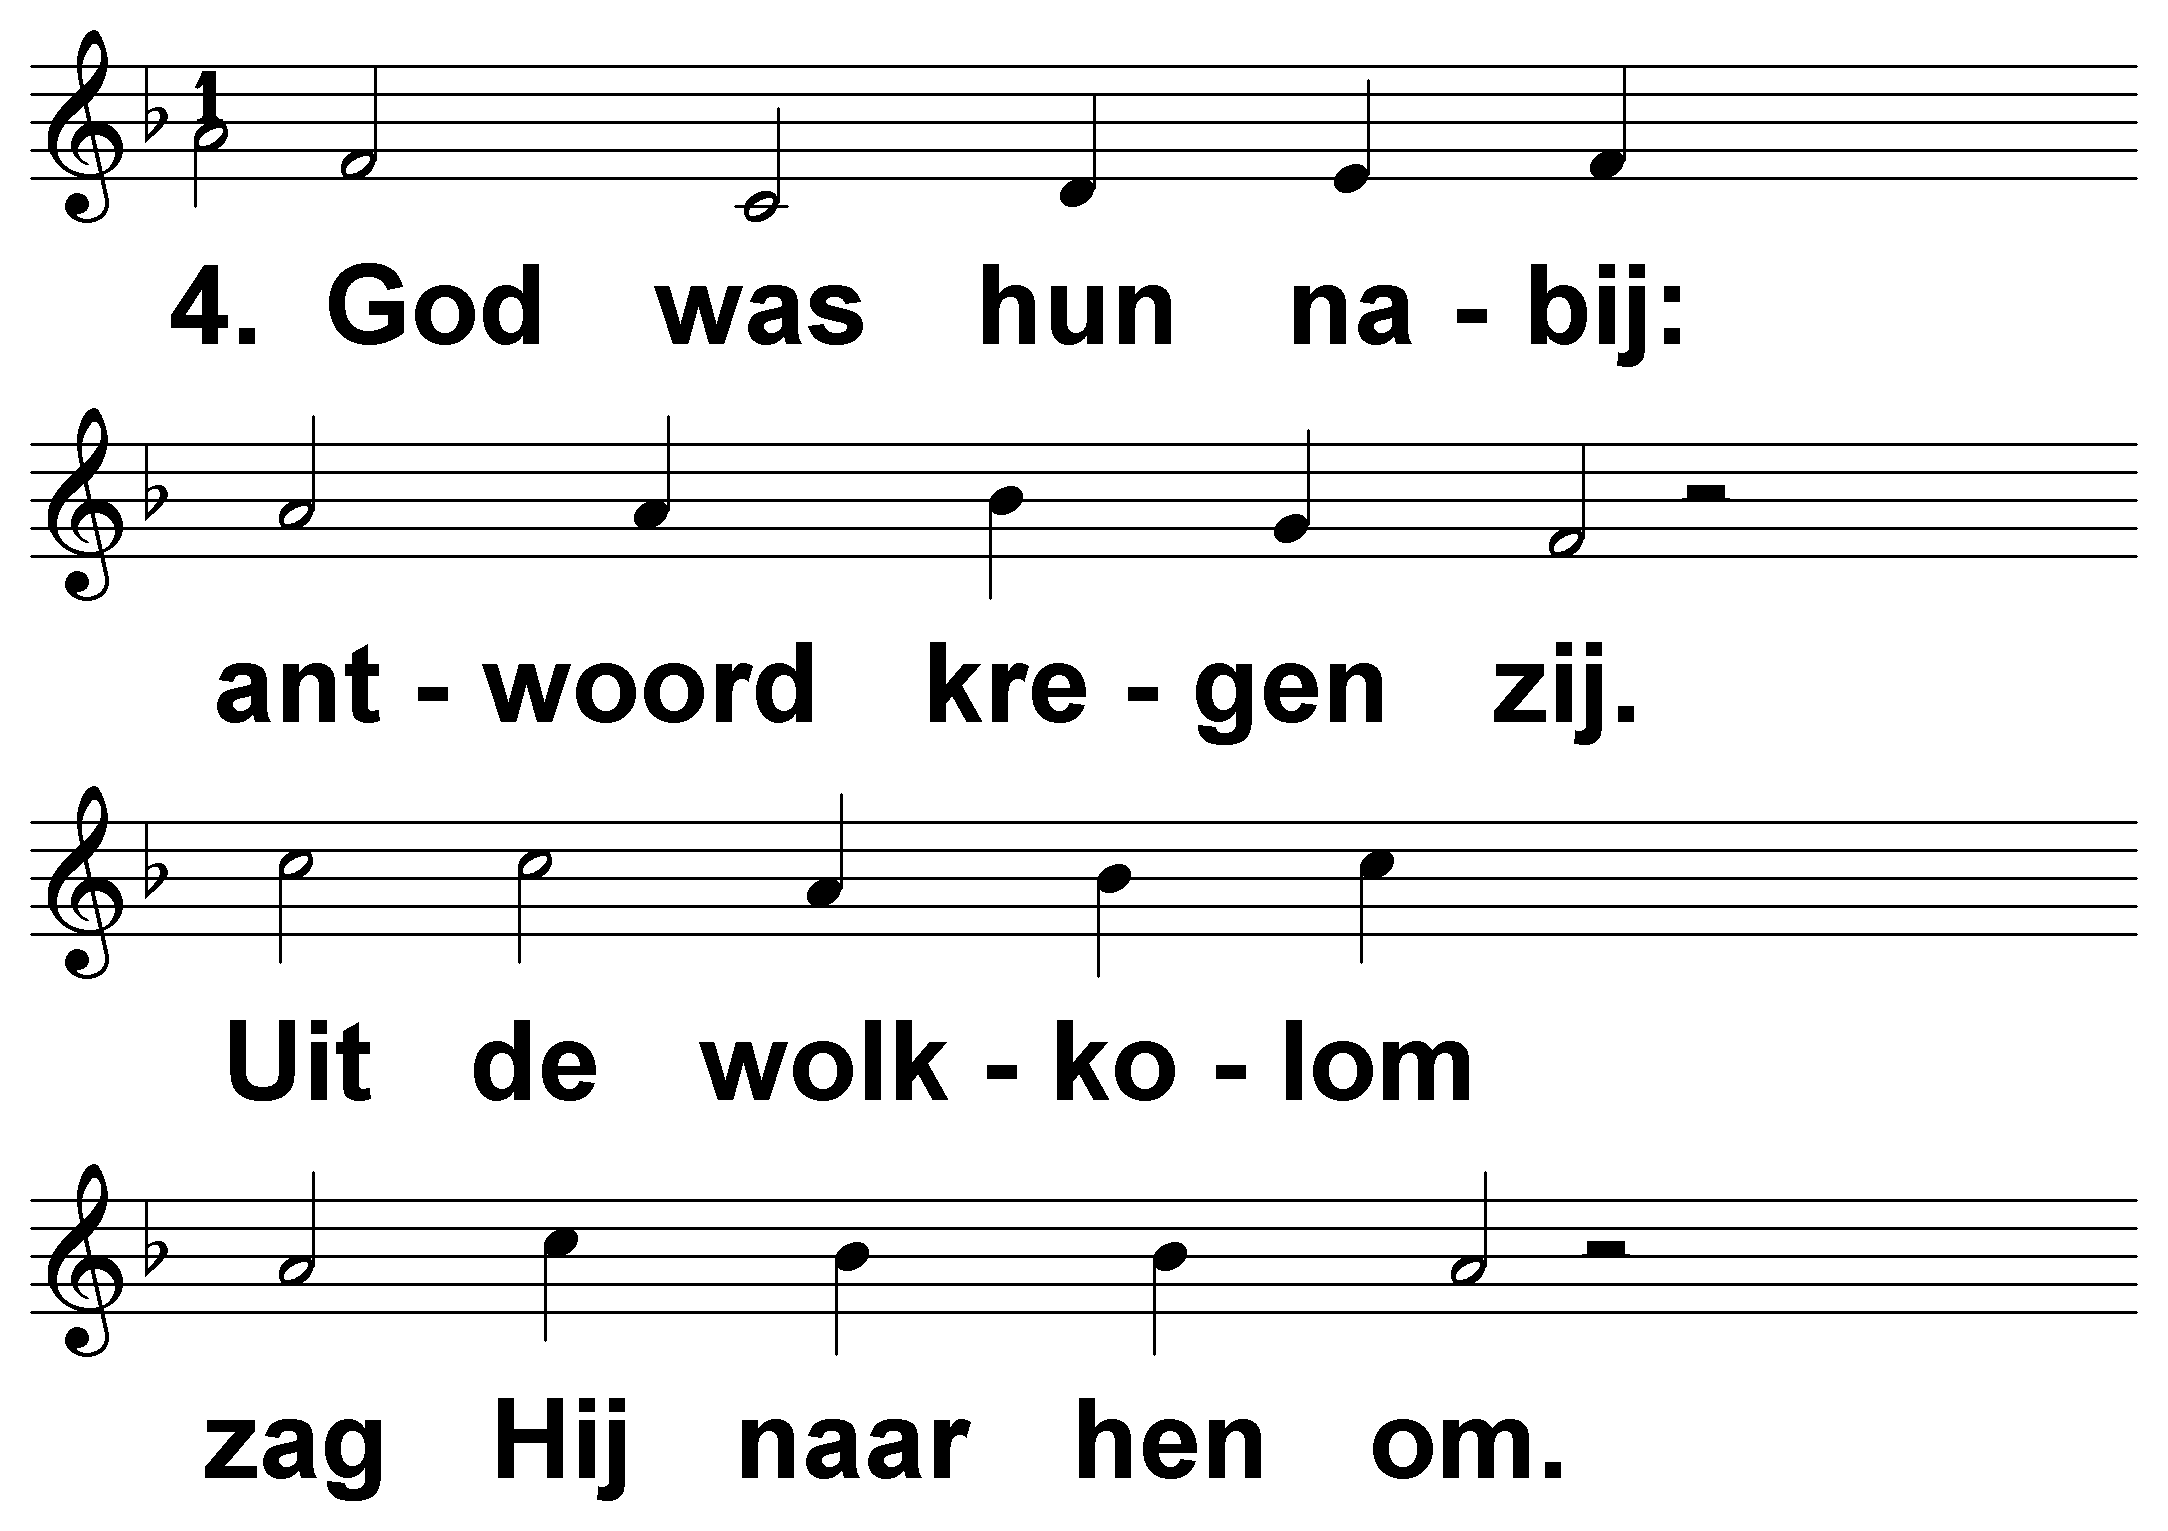 1
4. God was hun na - bij:
ant - woord kre - gen zij.
Uit de wolk - ko - lom
zag Hij naar hen om.